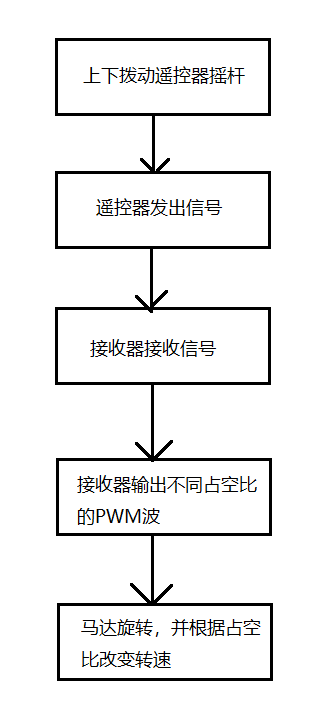 上下拨动遥控器摇杆
遥控器发出信号
接收器接收信号
接收器输出不同占空比
的PWM波
马达旋转，并根据占空
比改变转速